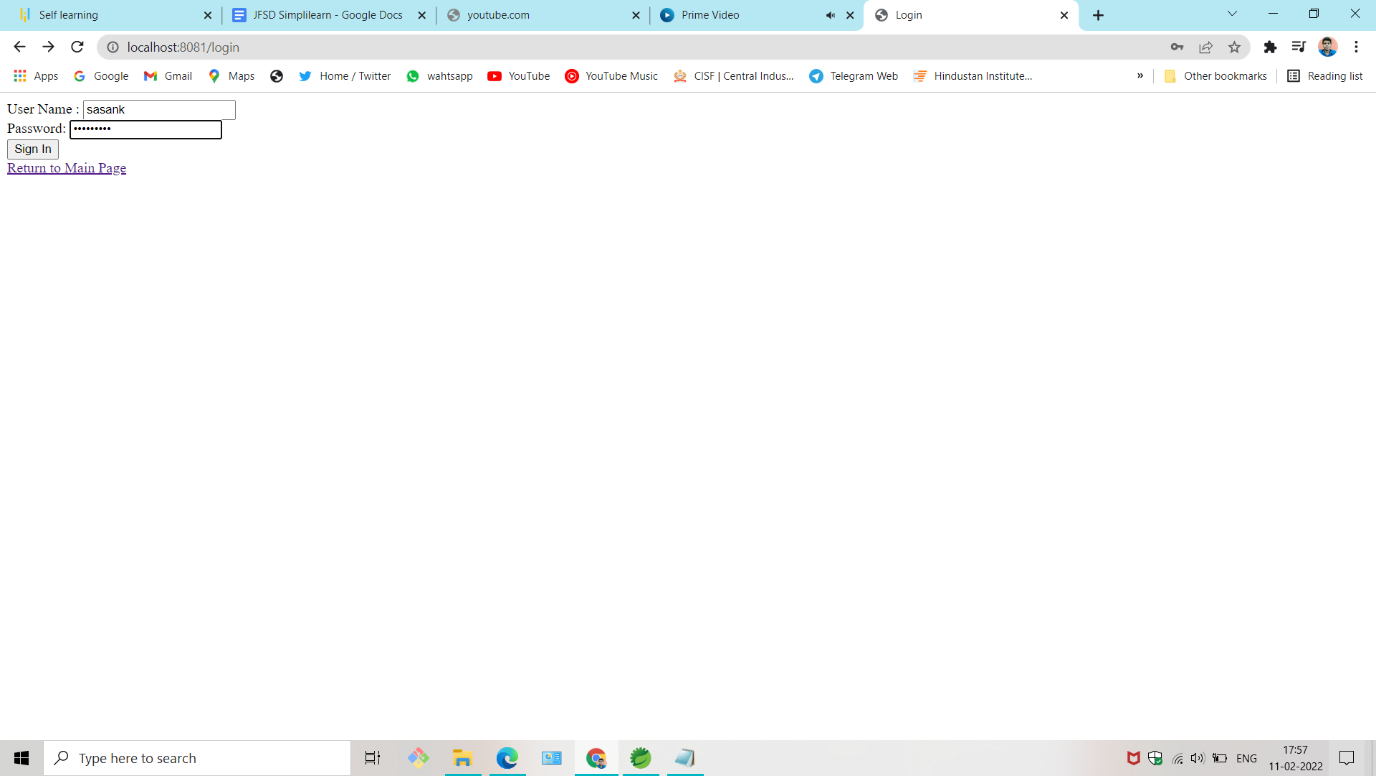 Self learning
JFSD Simplilearn - Google Docs
youtube.com
Prime Video
Login
localhost:8081/login
Apps
Google
Gmail
Maps
Home / Twitter
wahtsapp
YouTube
YouTube Music
CISF | Central Indus...
Telegram Web
Hindustan Institute...
»
Other bookmarks
Reading list
User Name : sasank
Password: •••••••••
Sign In
Return to Main Page
Type here to search
ENG
17:57
11-02-2022